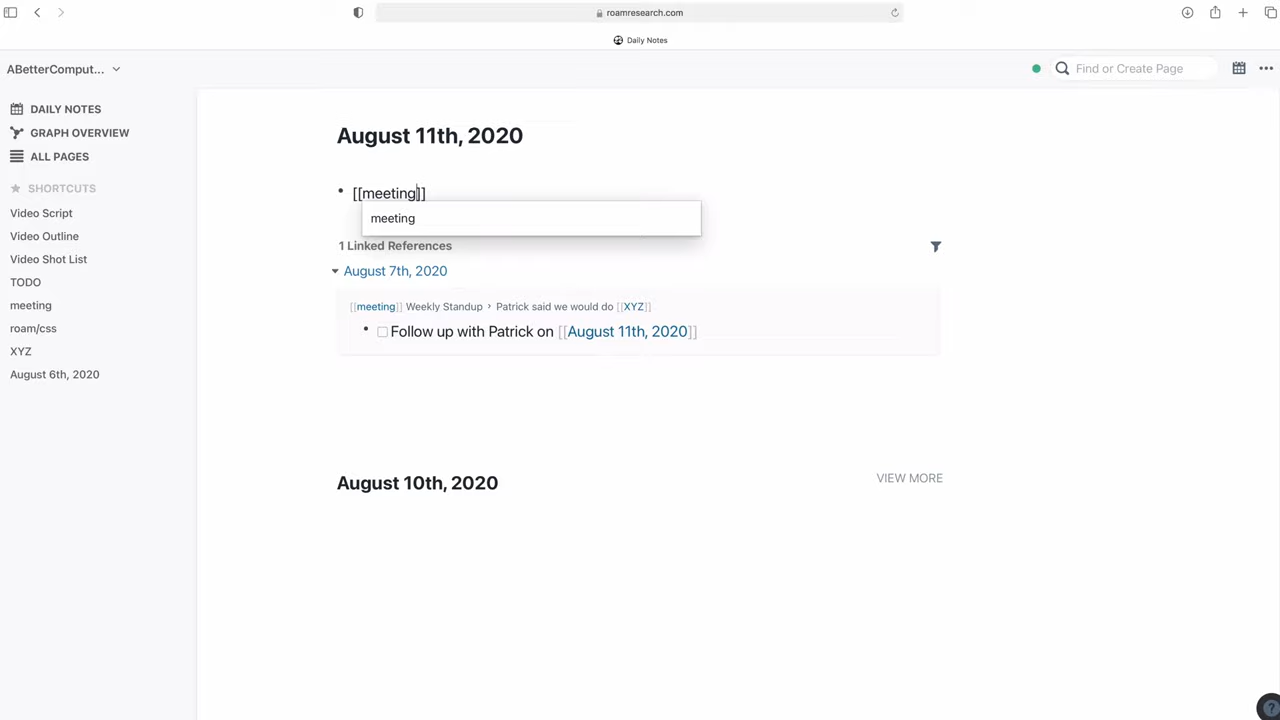 roamresearch.com
Daily Notes
ABetterComput...
Find or Create Page
DAILY NOTES
GRAPH OVERVIEW
ALL PAGES
SHORTCUTS
Video Script
Video Outline
Video Shot List
TODO
meeting
roam/css
XYZ
August 6th, 2020
August 11th, 2020
[[meeting]]
meeting
1 Linked References
August 7th, 2020
[[meeting]] Weekly Standup › Patrick said we would do [[XYZ]]
Follow up with Patrick on [[August 11th, 2020]]
August 10th, 2020
VIEW MORE
?